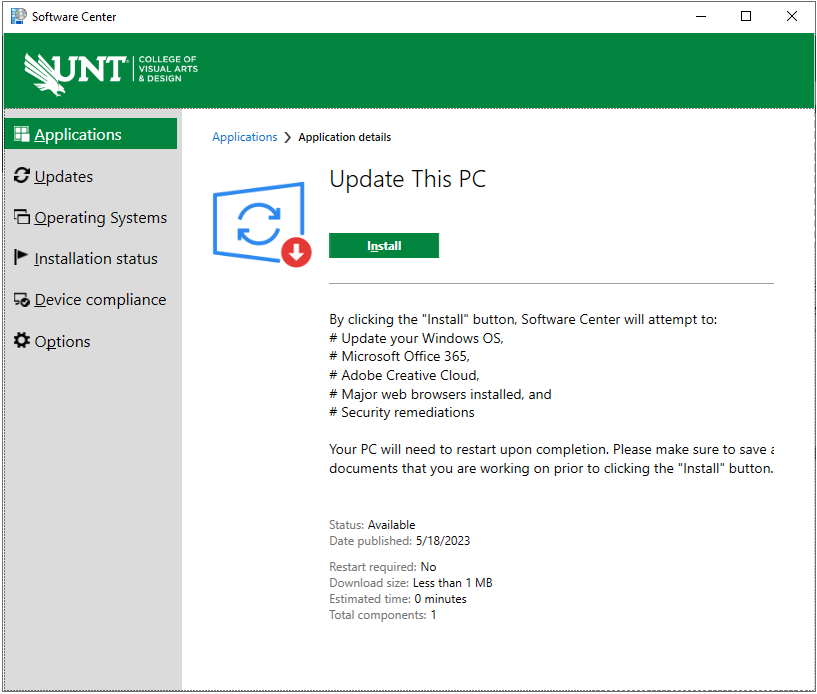 Software Center
UNT
COLLEGE OF
VISUAL ARTS
& DESIGN
Applications
Updates
Operating Systems
Installation status
Device compliance
Options
Applications > Application details
Update This PC
Install
By clicking the "Install" button, Software Center will attempt to:
# Update your Windows OS,
# Microsoft Office 365,
# Adobe Creative Cloud,
# Major web browsers installed, and
# Security remediations
Your PC will need to restart upon completion. Please make sure to save
documents that you are working on prior to clicking the "Install" button.
Status: Available
Date published: 5/18/2023
Restart required: No
Download size: Less than 1 MB
Estimated time: 0 minutes
Total components: 1